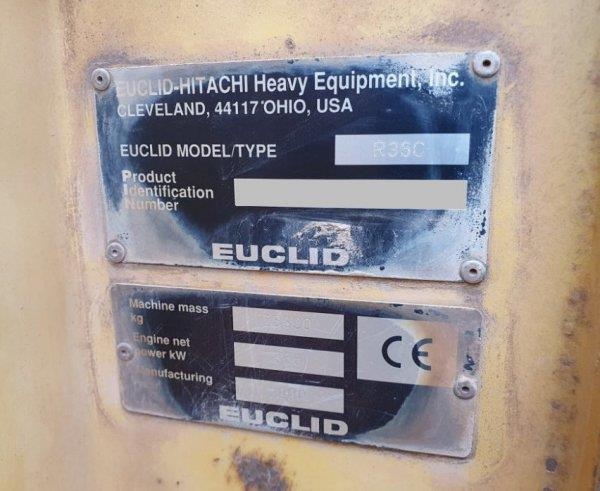 EUCLID-HITACHI Heavy Equipment, Inc.
CLEVELAND, 44117 OHIO, USA
EUCLID MODEL/TYPE R35C
Product
Identification
Number
EUCLID
Machine mass
kg
Engine net
power kW
Manufacturing
CE
EUCLID